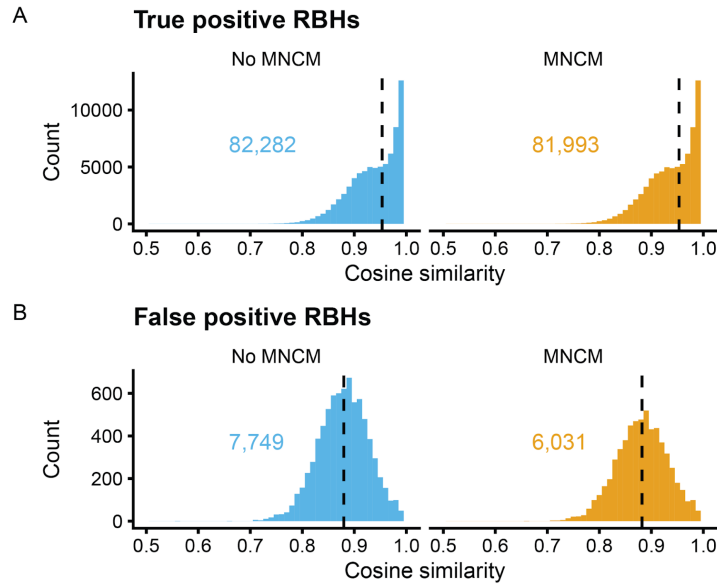 A
True positive RBHs
No MNCM
MNCM
Count
10000
5000
0
82,282
81,993
0.5 0.6 0.7 0.8 0.9 1.0
0.5 0.6 0.7 0.8 0.9 1.0
Cosine similarity
Cosine similarity
B
False positive RBHs
No MNCM
MNCM
Count
600
400
200
0
7,749
6,031
0.5 0.6 0.7 0.8 0.9 1.0
0.5 0.6 0.7 0.8 0.9 1.0
Cosine similarity
Cosine similarity